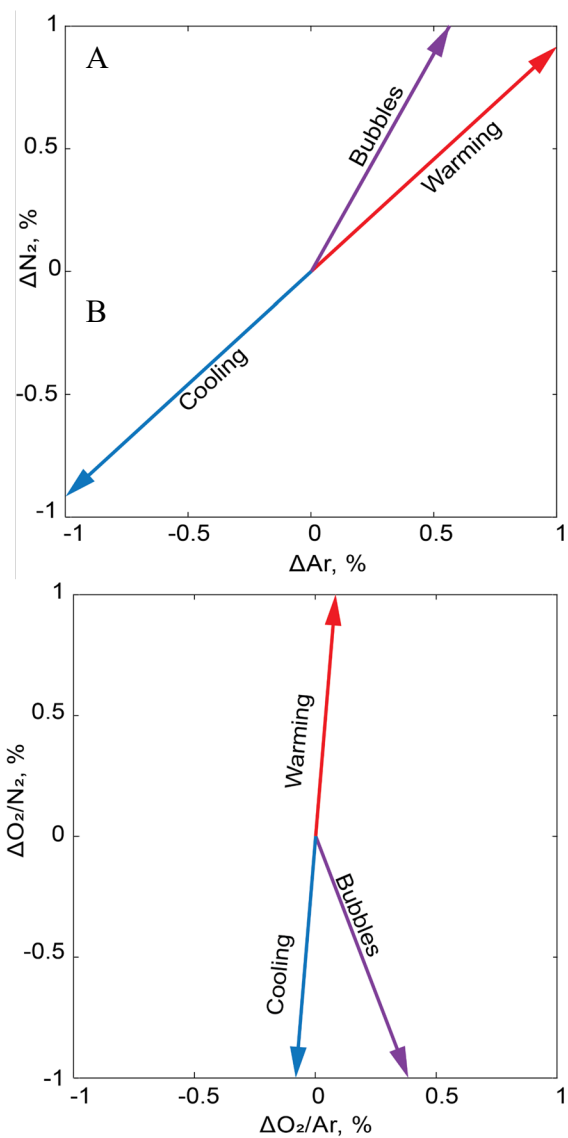 1
A
Bubbles
Warming
0.5
ΔN₂, %
0
B
Cooling
-0.5
-1
-1
-0.5
0
0.5
1
ΔAr, %
1
0.5
Warming
ΔO₂/N₂, %
0
Bubbles
Cooling
-0.5
-1
-1
-0.5
0
0.5
1
ΔO₂/Ar, %